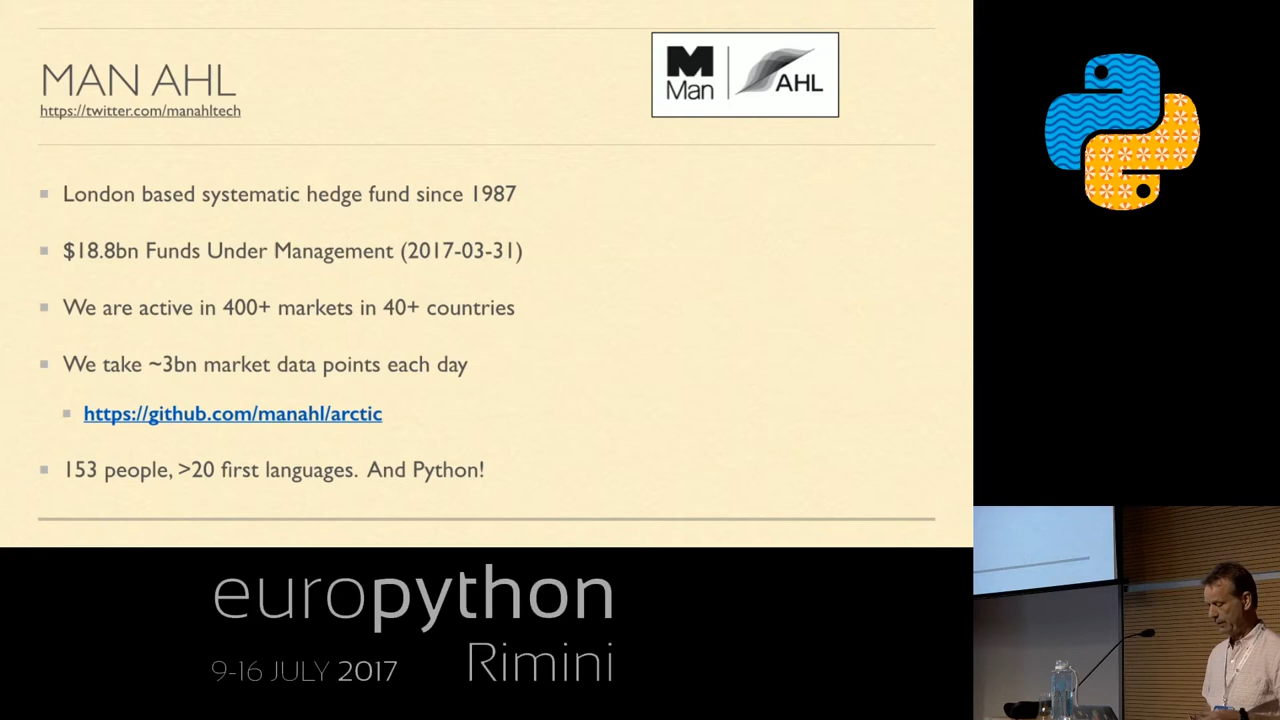 MAN AHL
https://twitter.com/manahltech
M
Man
AHL
London based systematic hedge fund since 1987
$18.8bn Funds Under Management (2017-03-31)
We are active in 400+ markets in 40+ countries
We take ~3bn market data points each day
https://github.com/manahl/arctic
153 people, >20 first languages. And Python!
europython
Rimini
9-16 JULY 2017